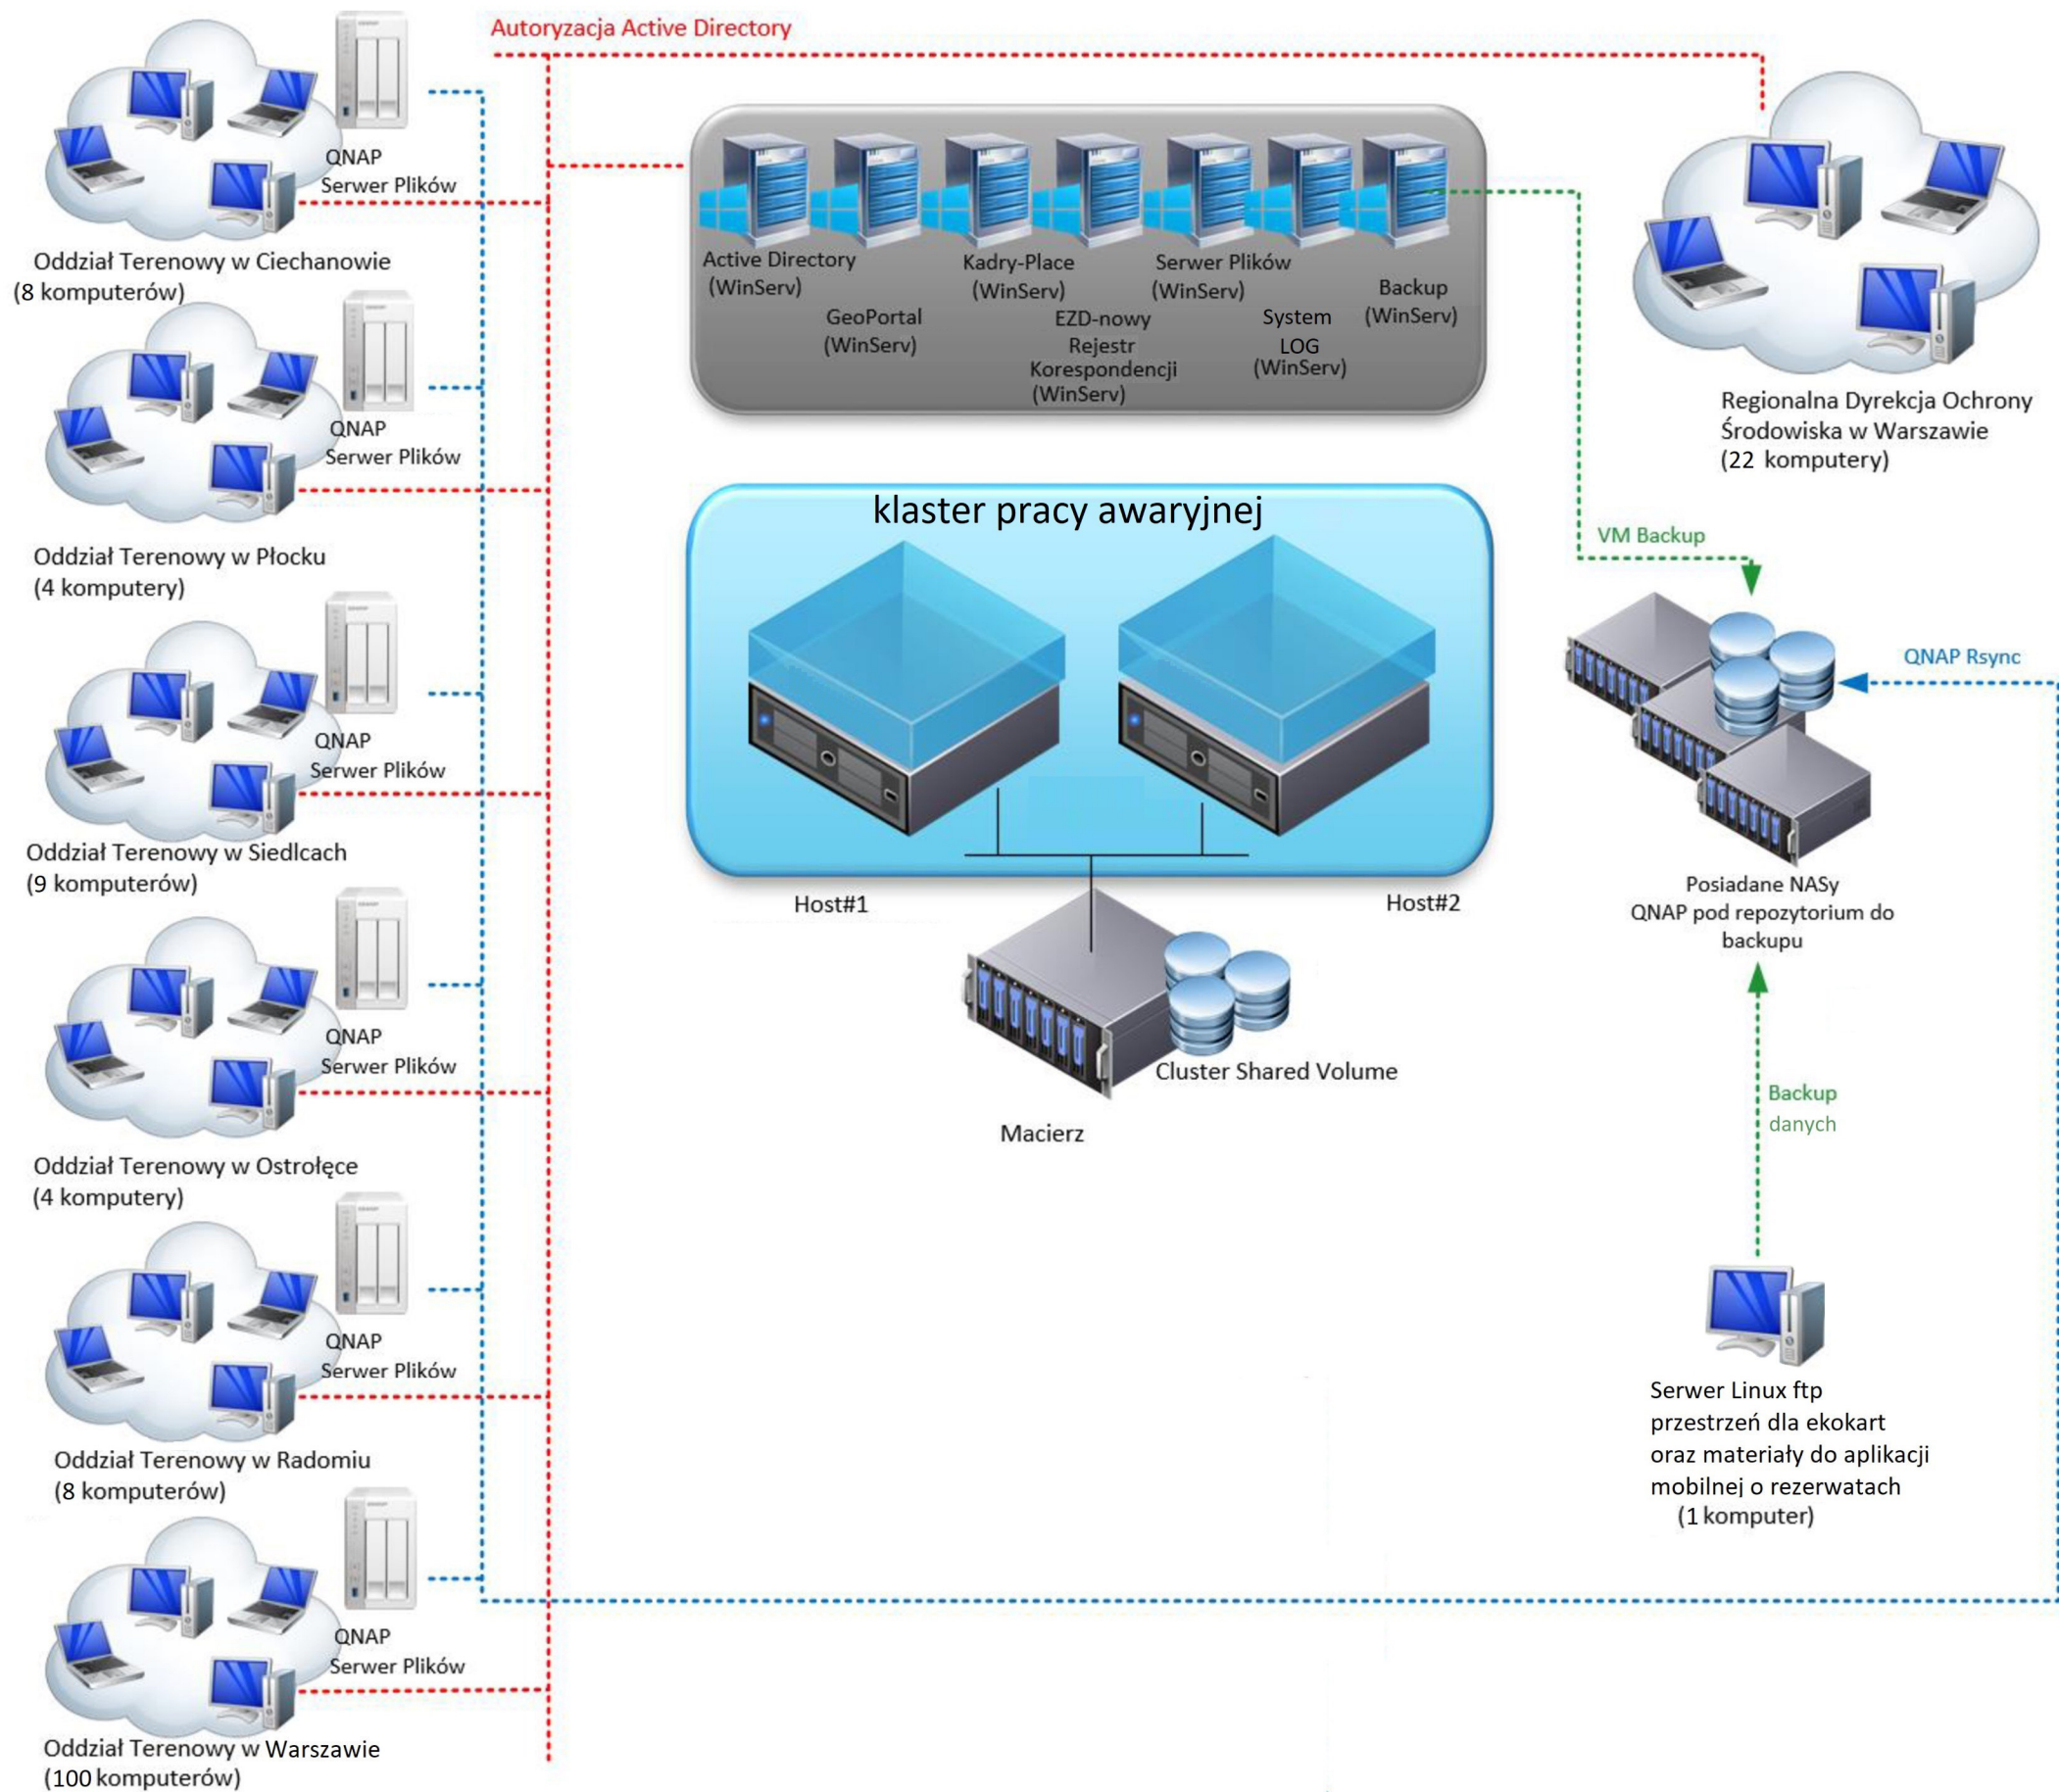 Autoryzacja Active Directory
QNAP
Serwer Plików
Oddział Terenowy w Ciechanowie
(8 komputerów)
QNAP
Serwer Plików
Oddział Terenowy w Płocku
(4 komputery)
QNAP
Serwer Plików
Oddział Terenowy w Siedlcach
(9 komputerów)
QNAP
Serwer Plików
Oddział Terenowy w Ostrołęce
(4 komputery)
QNAP
Serwer Plików
Oddział Terenowy w Radomiu
(8 komputerów)
QNAP
Serwer Plików
Oddział Terenowy w Warszawie
(100 komputerów)
Active Directory
(WinServ)
GeoPortal
(WinServ)
Kadry-Place
(WinServ)
EZD-nowy
Rejestr
Korespondencji
(WinServ)
Serwer Plików
(WinServ)
System
LOG
(WinServ)
Backup
(WinServ)
klaster pracy awaryjnej
Host#1
Host#2
Cluster Shared Volume
Macierz
Regionalna Dyrekcja Ochrony
Środowiska w Warszawie
(22 komputery)
VM Backup
QNAP Rsync
Posiadane NASy
QNAP pod repozytorium do
backupu
Backup
danych
Serwer Linux ftp
przestrzeń dla ekokart
oraz materiały do aplikacji
mobilnej o rezerwatach
(1 komputer)